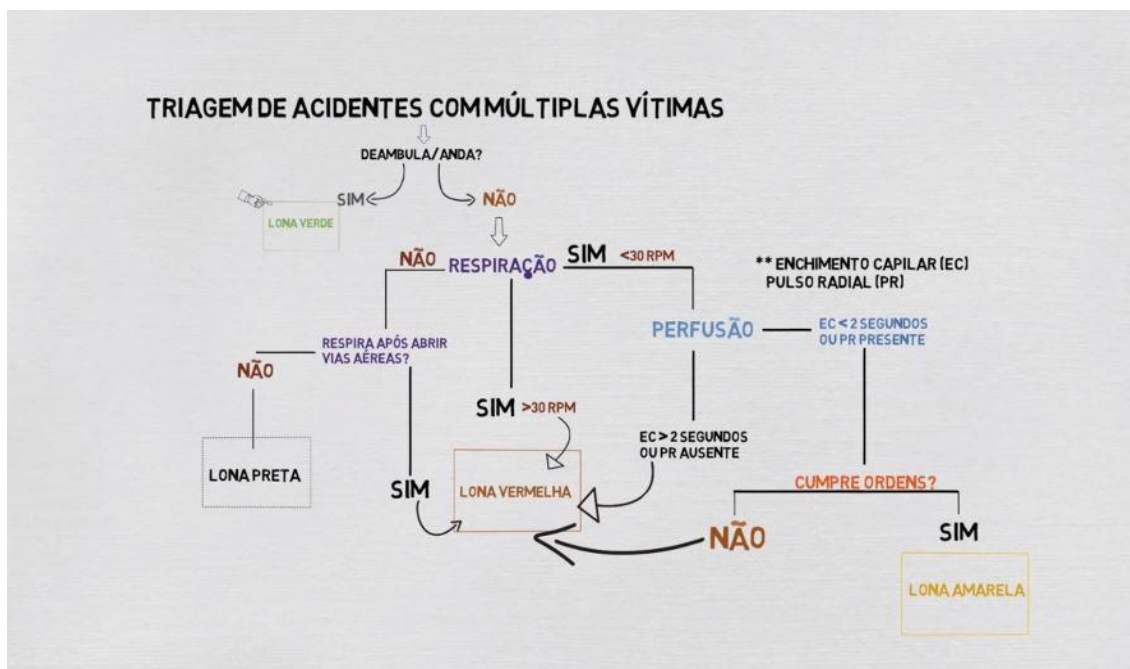 TRIAGEM DE ACIDENTES COM MÚLTIPLAS VÍTIMAS
DEAMBULA/ANDA?
SIM
NÃO
LONA VERDE
NÃO
RESPIRAÇÃO
SIM <30 RPM
** ENCHIMENTO CAPILAR (EC)
PULSO RADIAL (PR)
PERFUSÃO
EC < 2 SEGUNDOS
OU PR PRESENTE
RESPIRA APÓS ABRIR
VIAS AÉREAS?
NÃO
SIM >30 RPM
EC > 2 SEGUNDOS
OU PR AUSENTE
LONA PRETA
SIM
LONA VERMELHA
CUMPRE ORDENS?
NÃO
SIM
LONA AMARELA